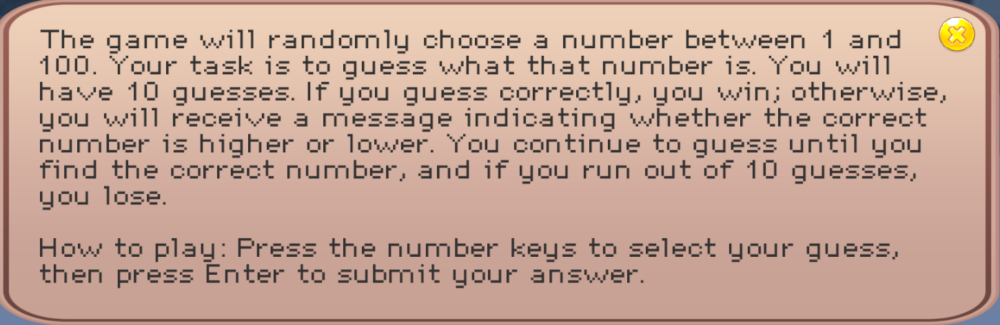 The game will randomly choose a number between 1 and
100. Your task is to guess what that number is. You will
have 10 guesses. If you guess correctly, you win; otherwise,
you will receive a message indicating whether the correct
number is higher or lower. You continue to guess until you
find the correct number, and if you run out of 10 guesses,
you lose.

How to play: Press the number keys to select your guess,
then press Enter to submit your answer.